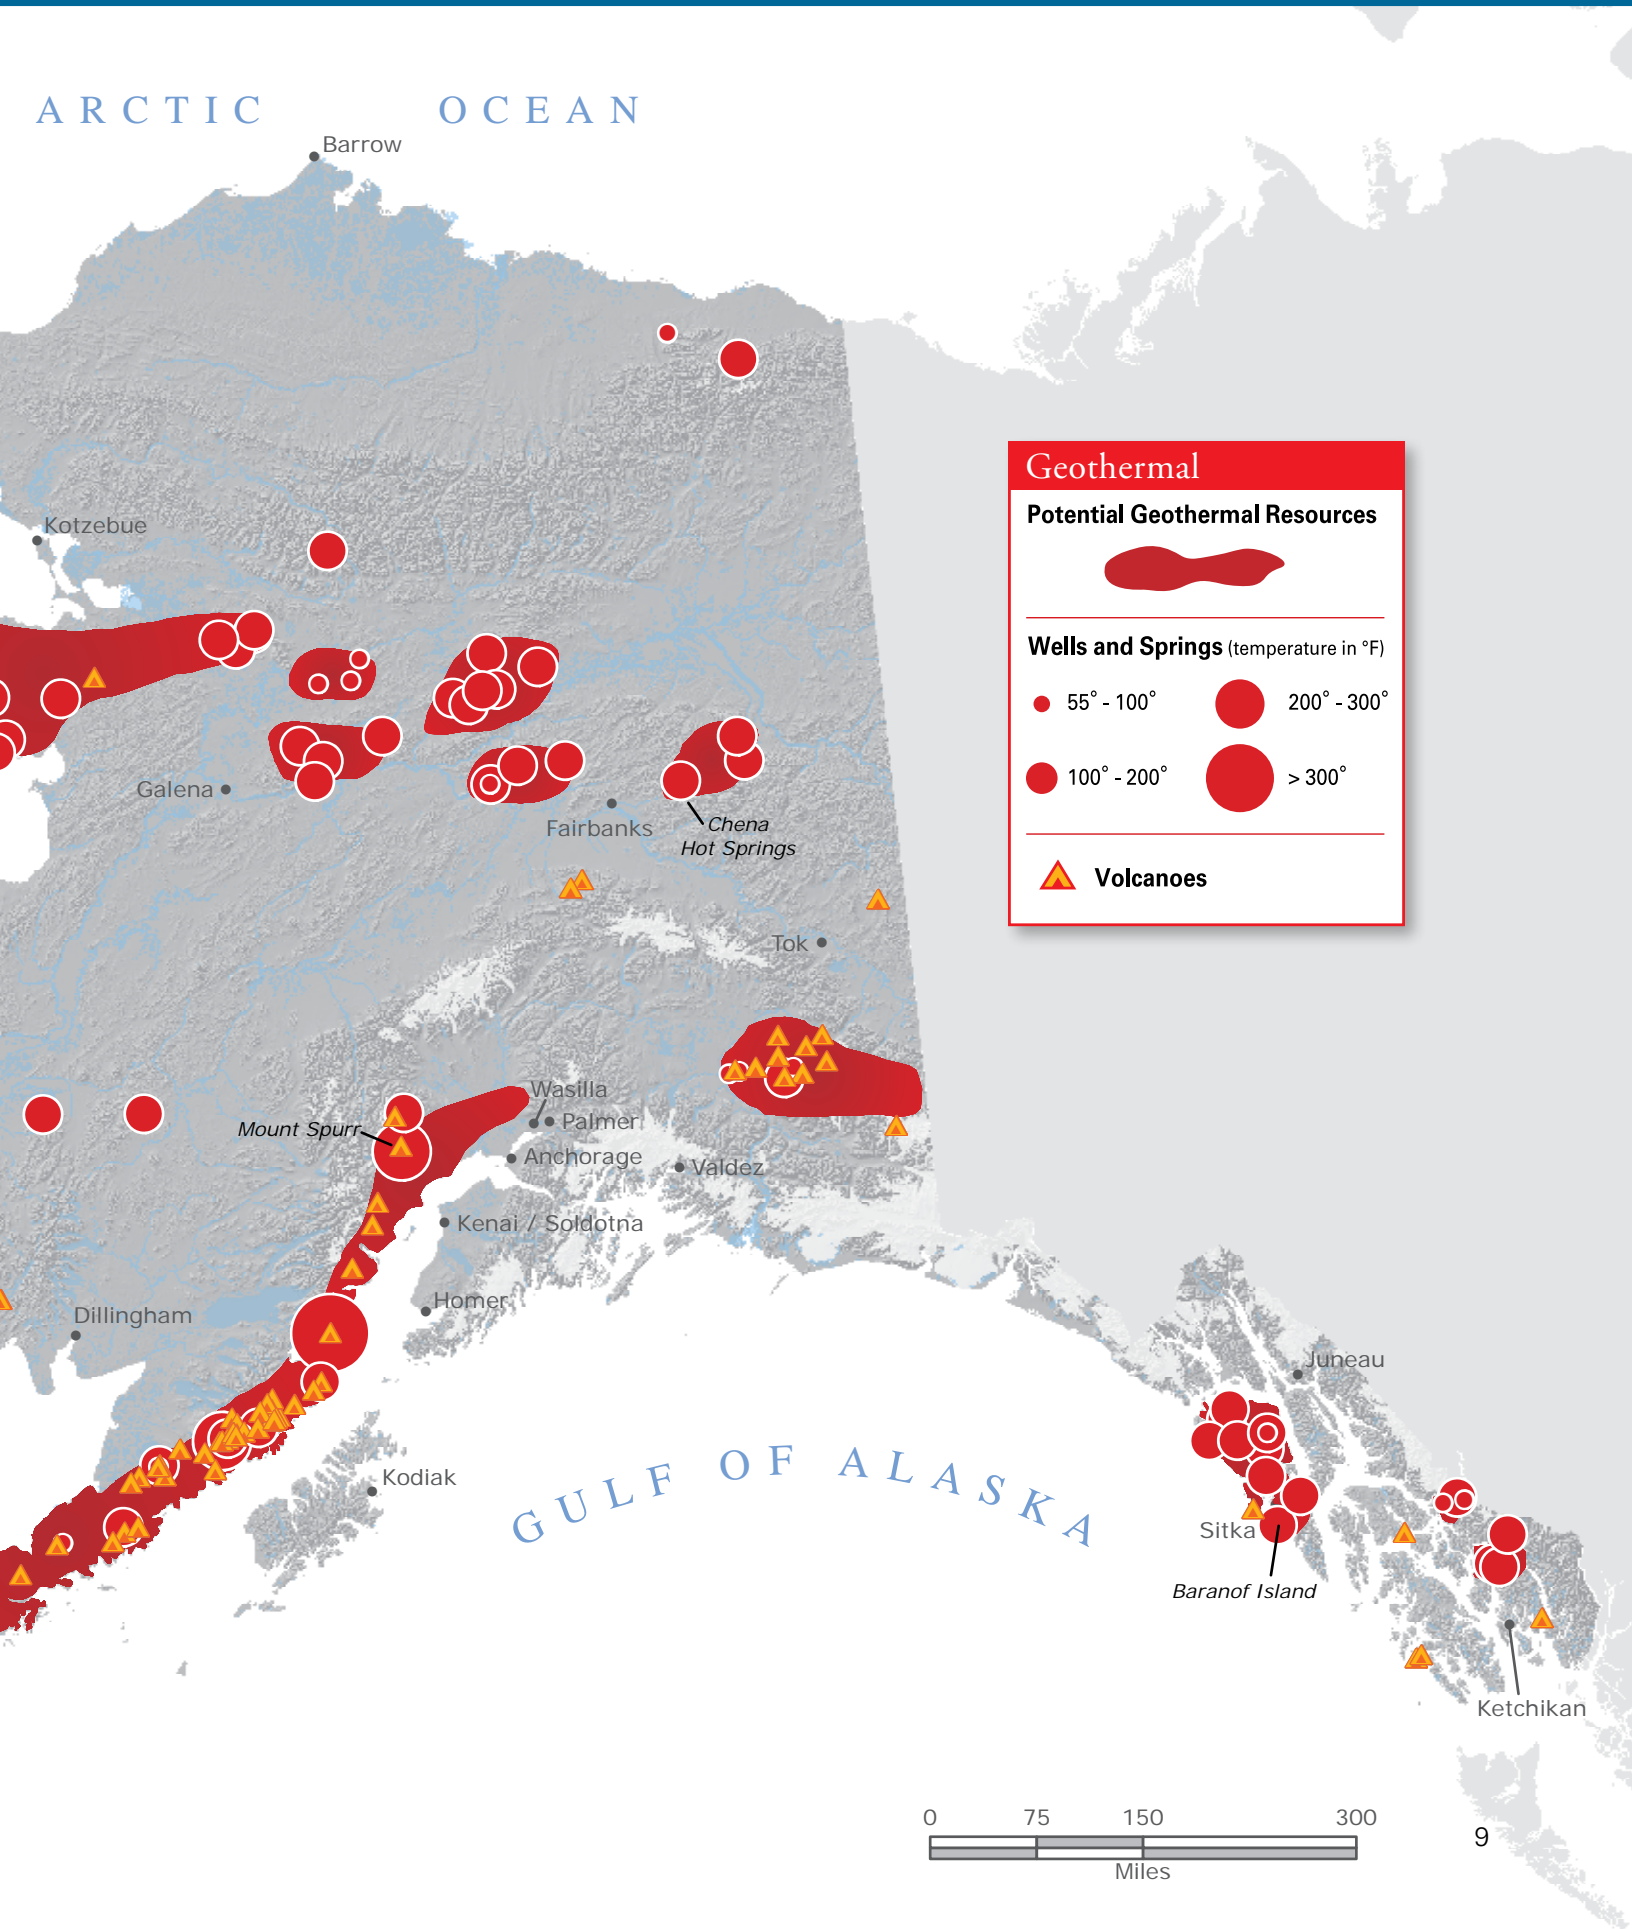 ARCTIC OCEAN
Barrow
Geothermal
Potential Geothermal Resources
Kotzebue
Wells and Springs (temperature in °F)
55° - 100°
200° - 300°
100° - 200°
> 300°
Volcanoes
Galena
Fairbanks
Chena
Hot Springs
Tok
Wasilla
Palmer
Mount Spurr
Anchorage
Valdez
Kenai / Soldotna
Homer
Dillingham
Juneau
Kodiak
GULF OF ALASKA
Sitka
Baranof Island
Ketchikan
0 75 150 300
Miles
9